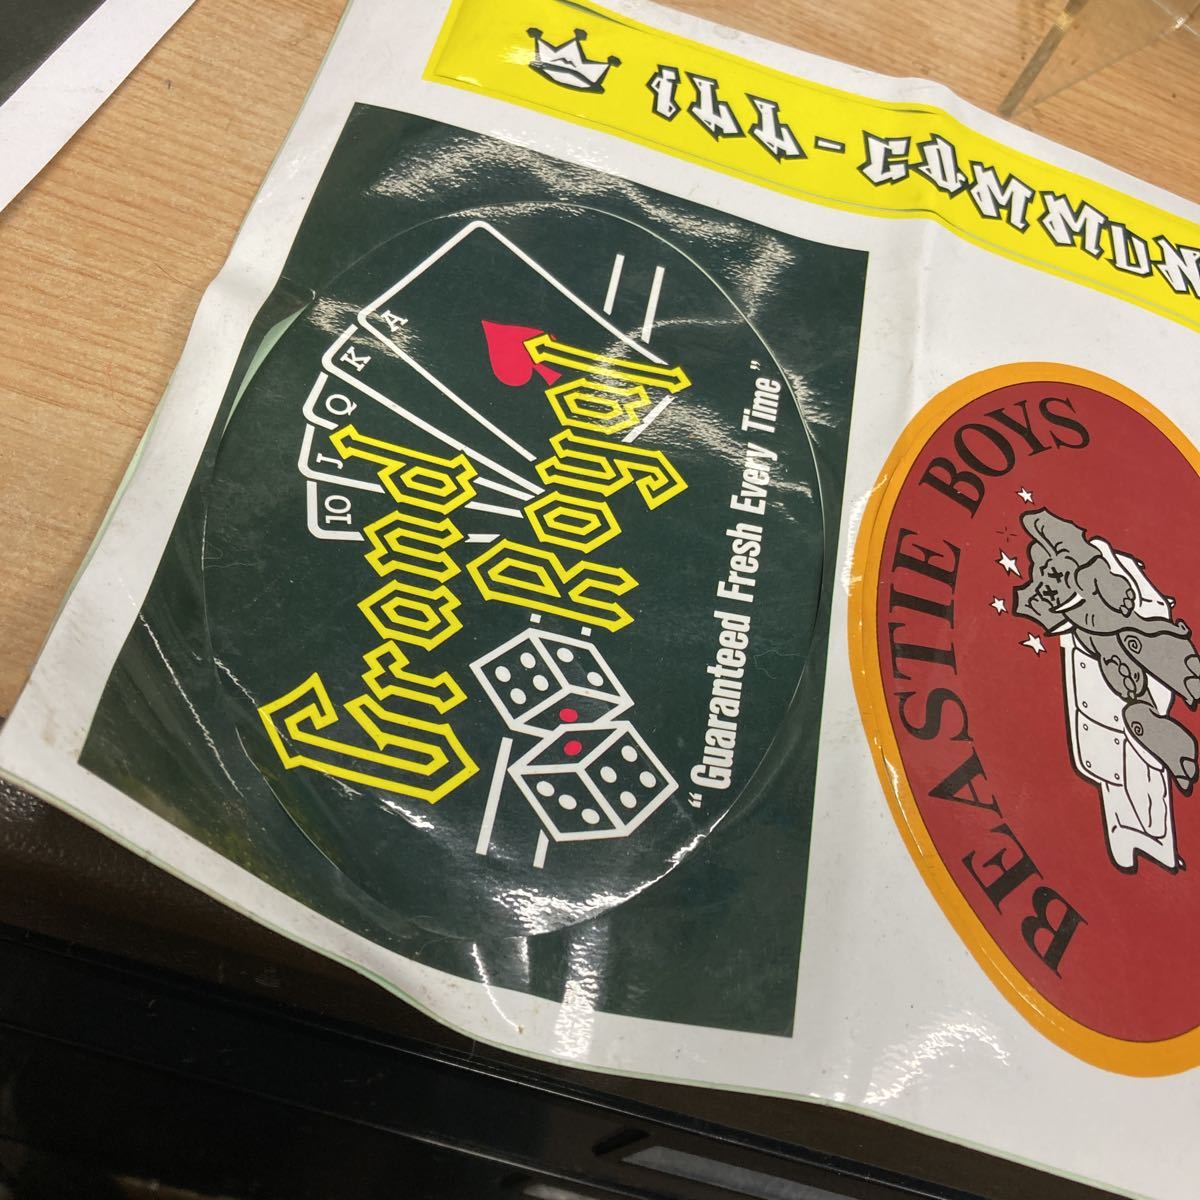 ILL-COMMUN
A
K
Q
J
10
Grand
Royal
"Guaranteed Fresh Every Time"
BEASTIE BOYS